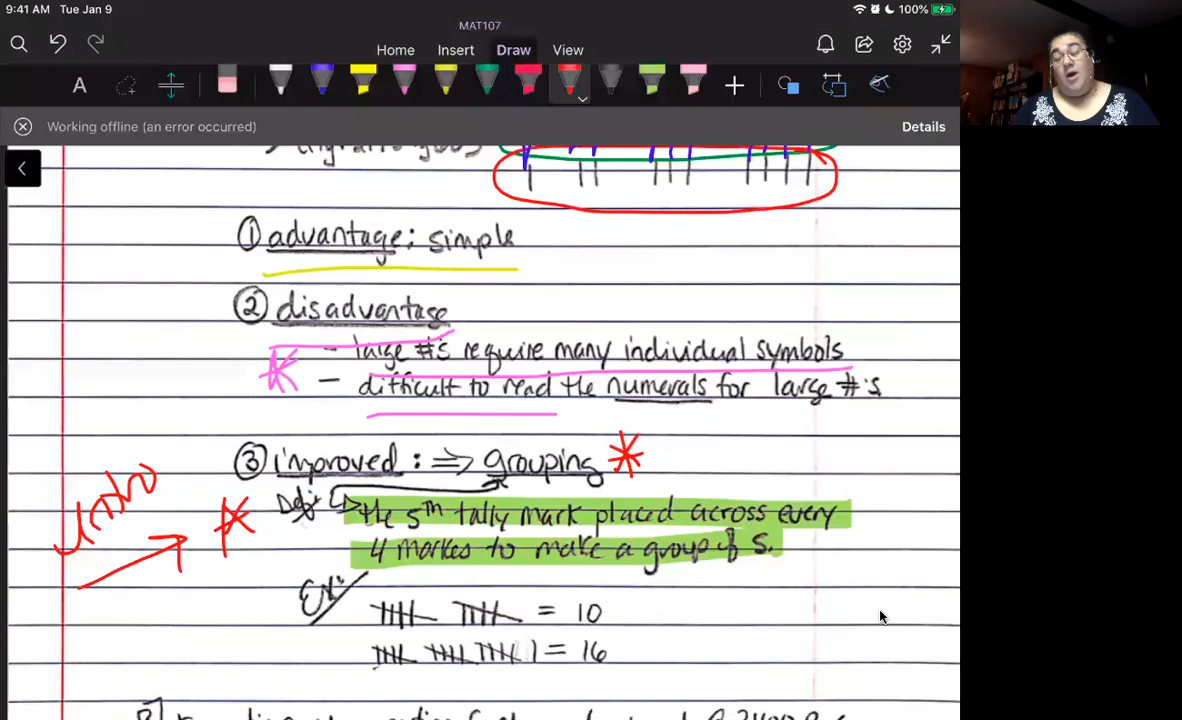 9:41 AM Tue Jan 9
100%
MAT107
Home Insert Draw View
A
Working offline (an error occurred)
Details
① advantage: simple
② disadvantage
- large #'s require many individual symbols
- difficult to read the numerals for large #'s
③ improved : ⇒ grouping *
Intro
Def:
the 5th tally mark placed across every
4 marks to make a group of 5.
Ex:
= 10
= 16